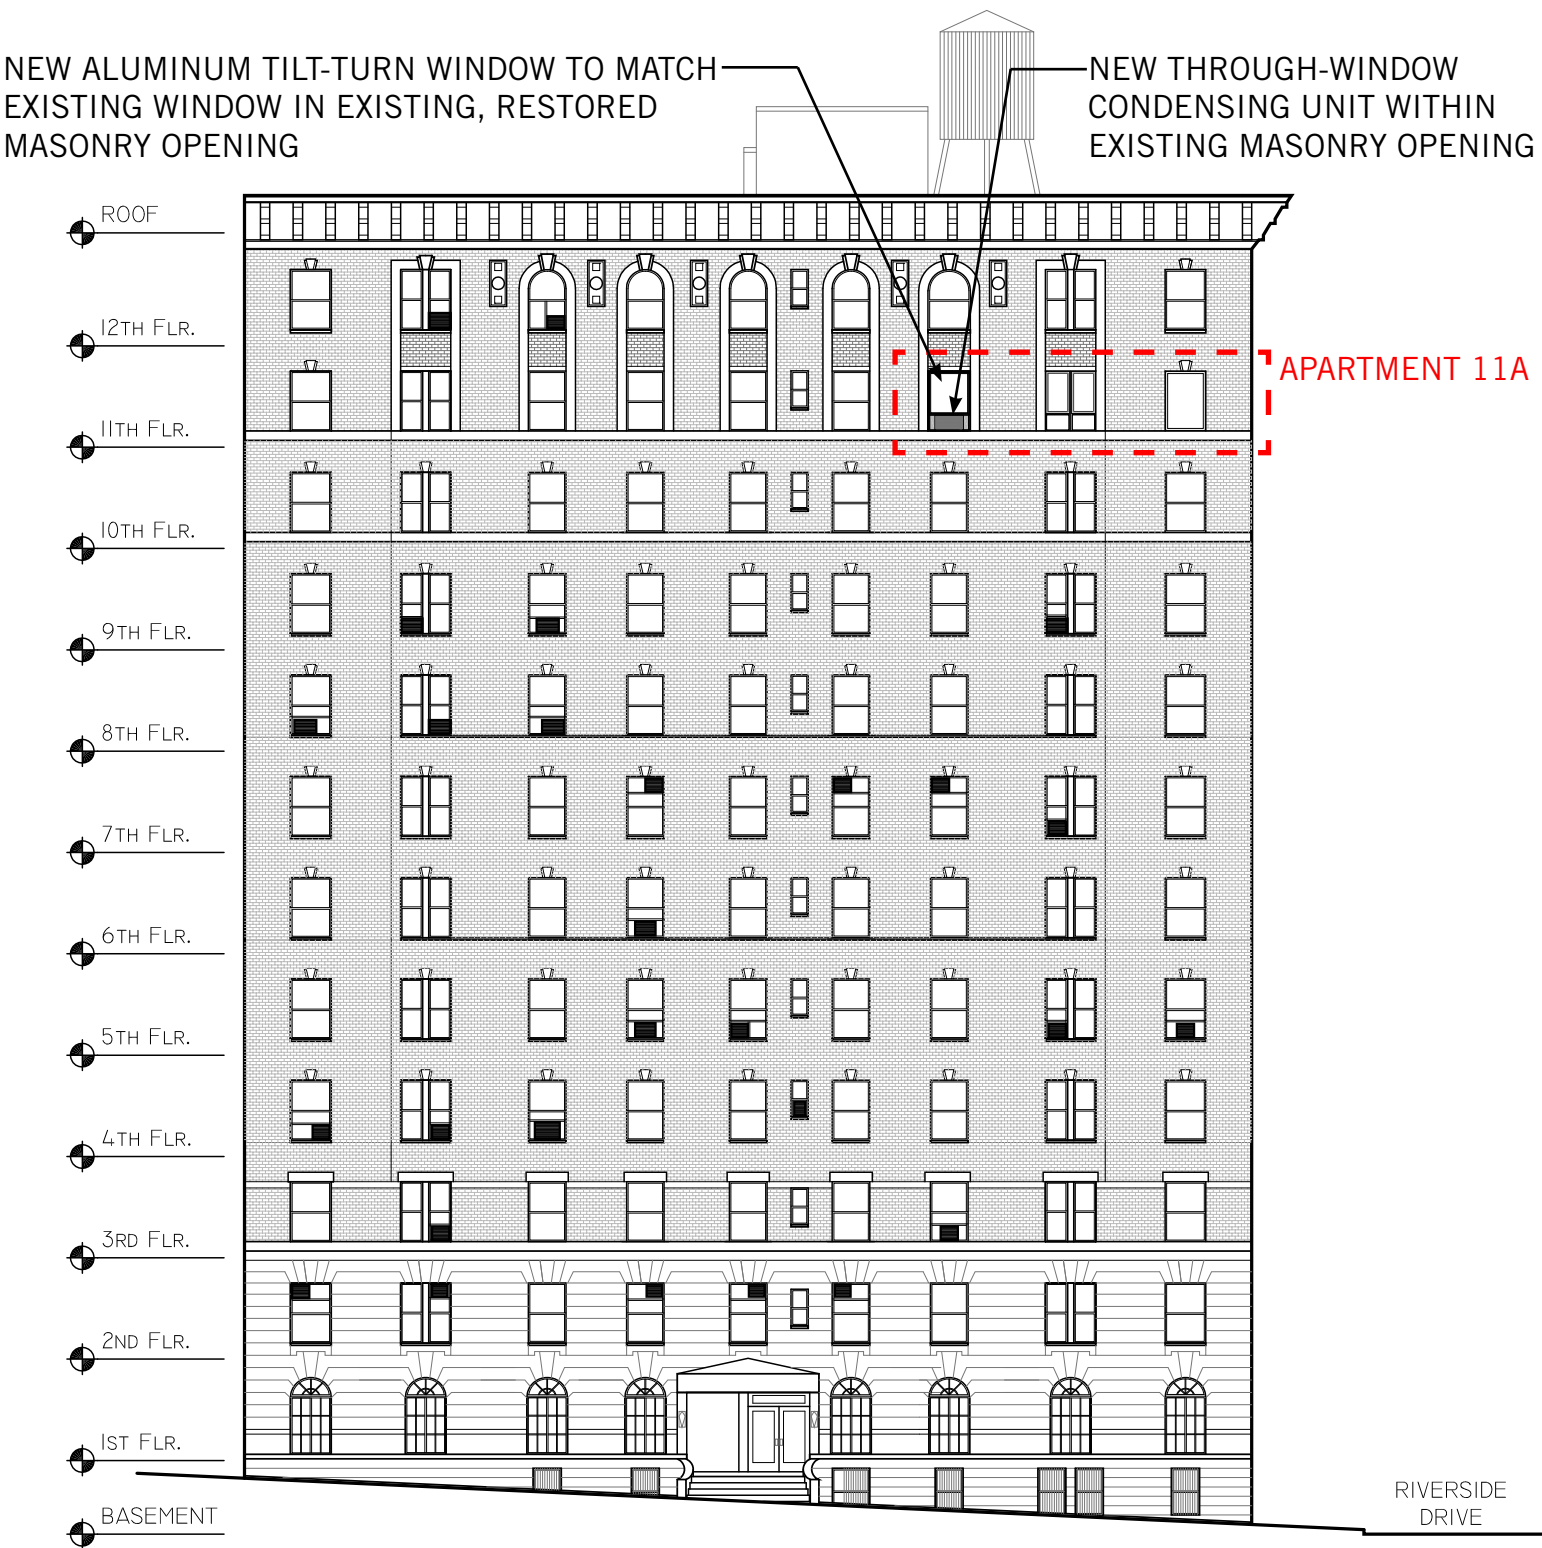 NEW ALUMINUM TILT-TURN WINDOW TO MATCH
EXISTING WINDOW IN EXISTING, RESTORED
MASONRY OPENING
NEW THROUGH-WINDOW
CONDENSING UNIT WITHIN
EXISTING MASONRY OPENING
ROOF
12TH FLR.
APARTMENT 11A
11TH FLR.
10TH FLR.
9TH FLR.
8TH FLR.
7TH FLR.
6TH FLR.
5TH FLR.
4TH FLR.
3RD FLR.
2ND FLR.
1ST FLR.
BASEMENT
RIVERSIDE
DRIVE